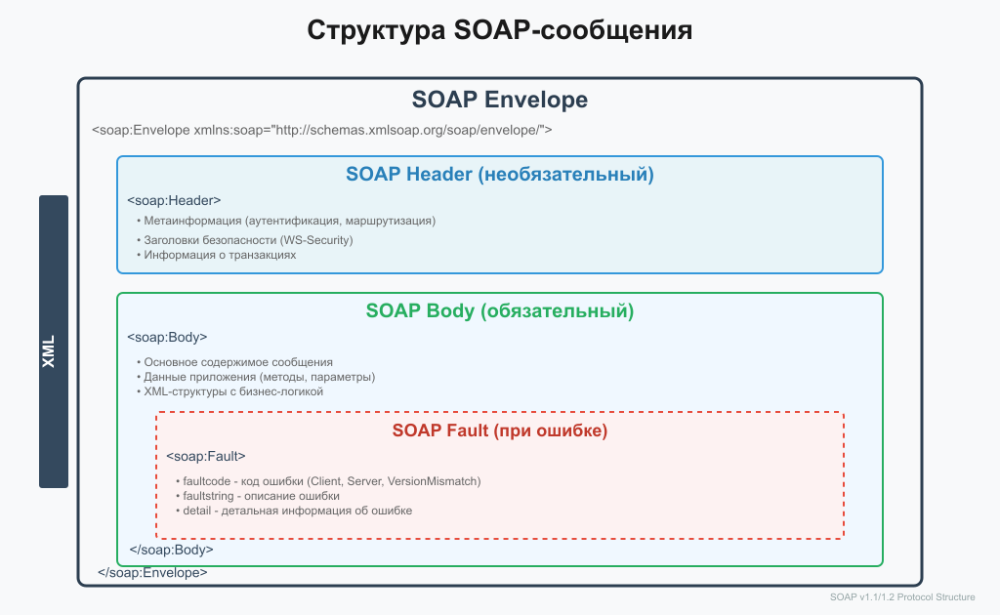 Структура SOAP-сообщения
SOAP Envelope
<soap:Envelope xmlns:soap="http://schemas.xmlsoap.org/soap/envelope/">
SOAP Header (необязательный)
<soap:Header>
• Метаинформация (аутентификация, маршрутизация)
• Заголовки безопасности (WS-Security)
• Информация о транзакциях
XML
SOAP Body (обязательный)
<soap:Body>
• Основное содержимое сообщения
• Данные приложения (методы, параметры)
• XML-структуры с бизнес-логикой
SOAP Fault (при ошибке)
<soap:Fault>
• faultcode - код ошибки (Client, Server, VersionMismatch)
• faultstring - описание ошибки
• detail - детальная информация об ошибке
</soap:Body>
</soap:Envelope>
SOAP v1.1/1.2 Protocol Structure